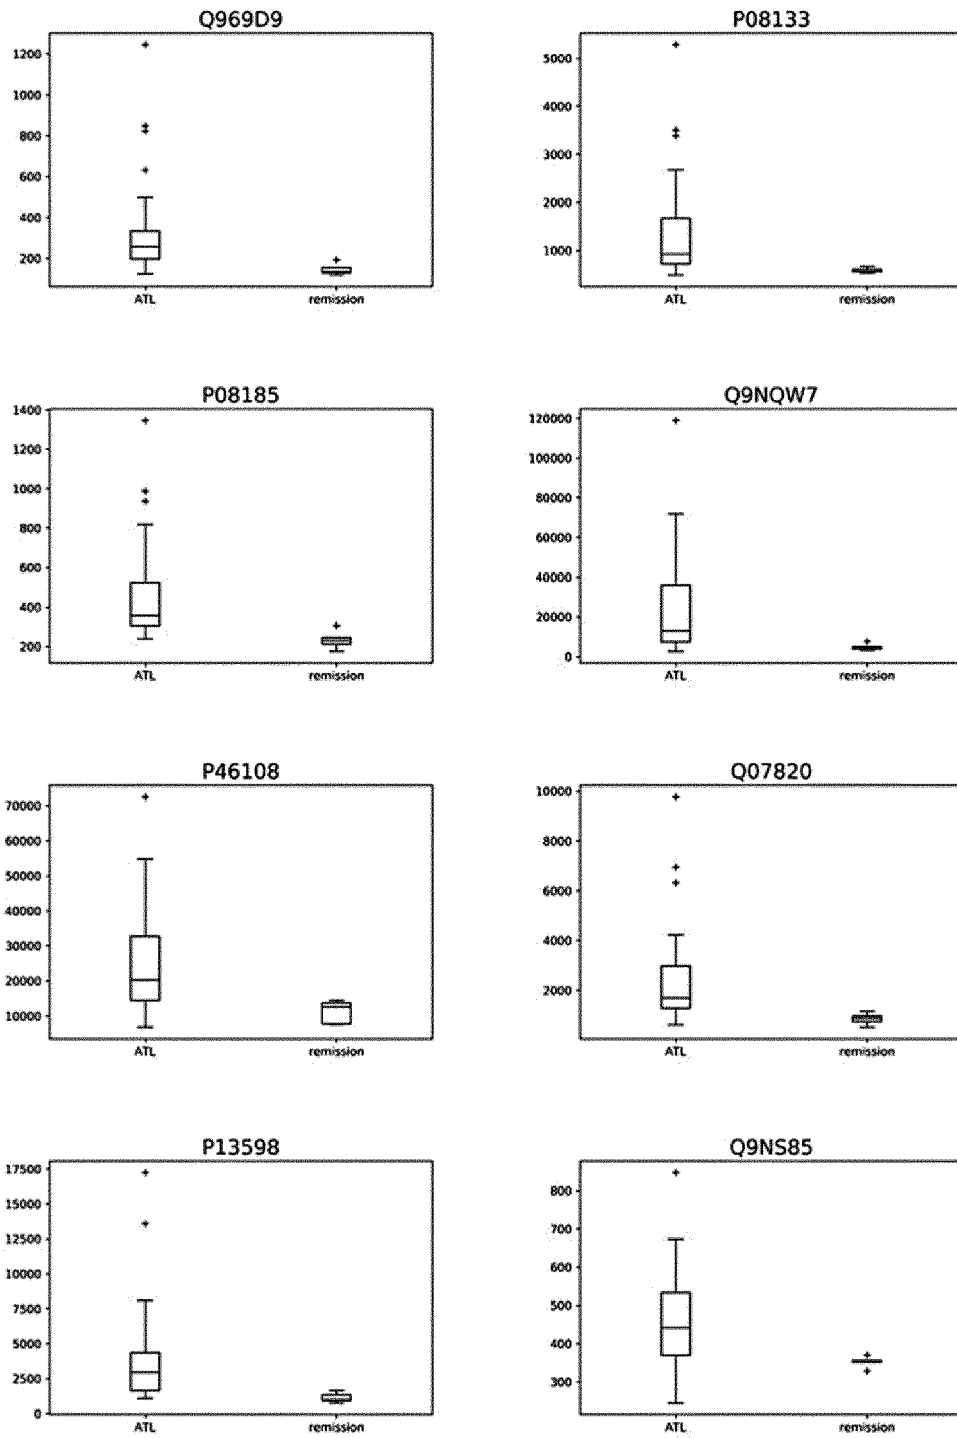 Q969D9
1200
1000
800
600
400
200
ATL
remission
P08133
5000
4000
3000
2000
1000
ATL
remission
P08185
1400
1200
1000
800
600
400
200
ATL
remission
Q9NQW7
120000
100000
80000
60000
40000
20000
0
ATL
remission
P46108
70000
60000
50000
40000
30000
20000
10000
ATL
remission
Q07820
10000
8000
6000
4000
2000
ATL
remission
P13598
17500
15000
12500
10000
7500
5000
2500
0
ATL
remission
Q9NS85
800
700
600
500
400
300
ATL
remission